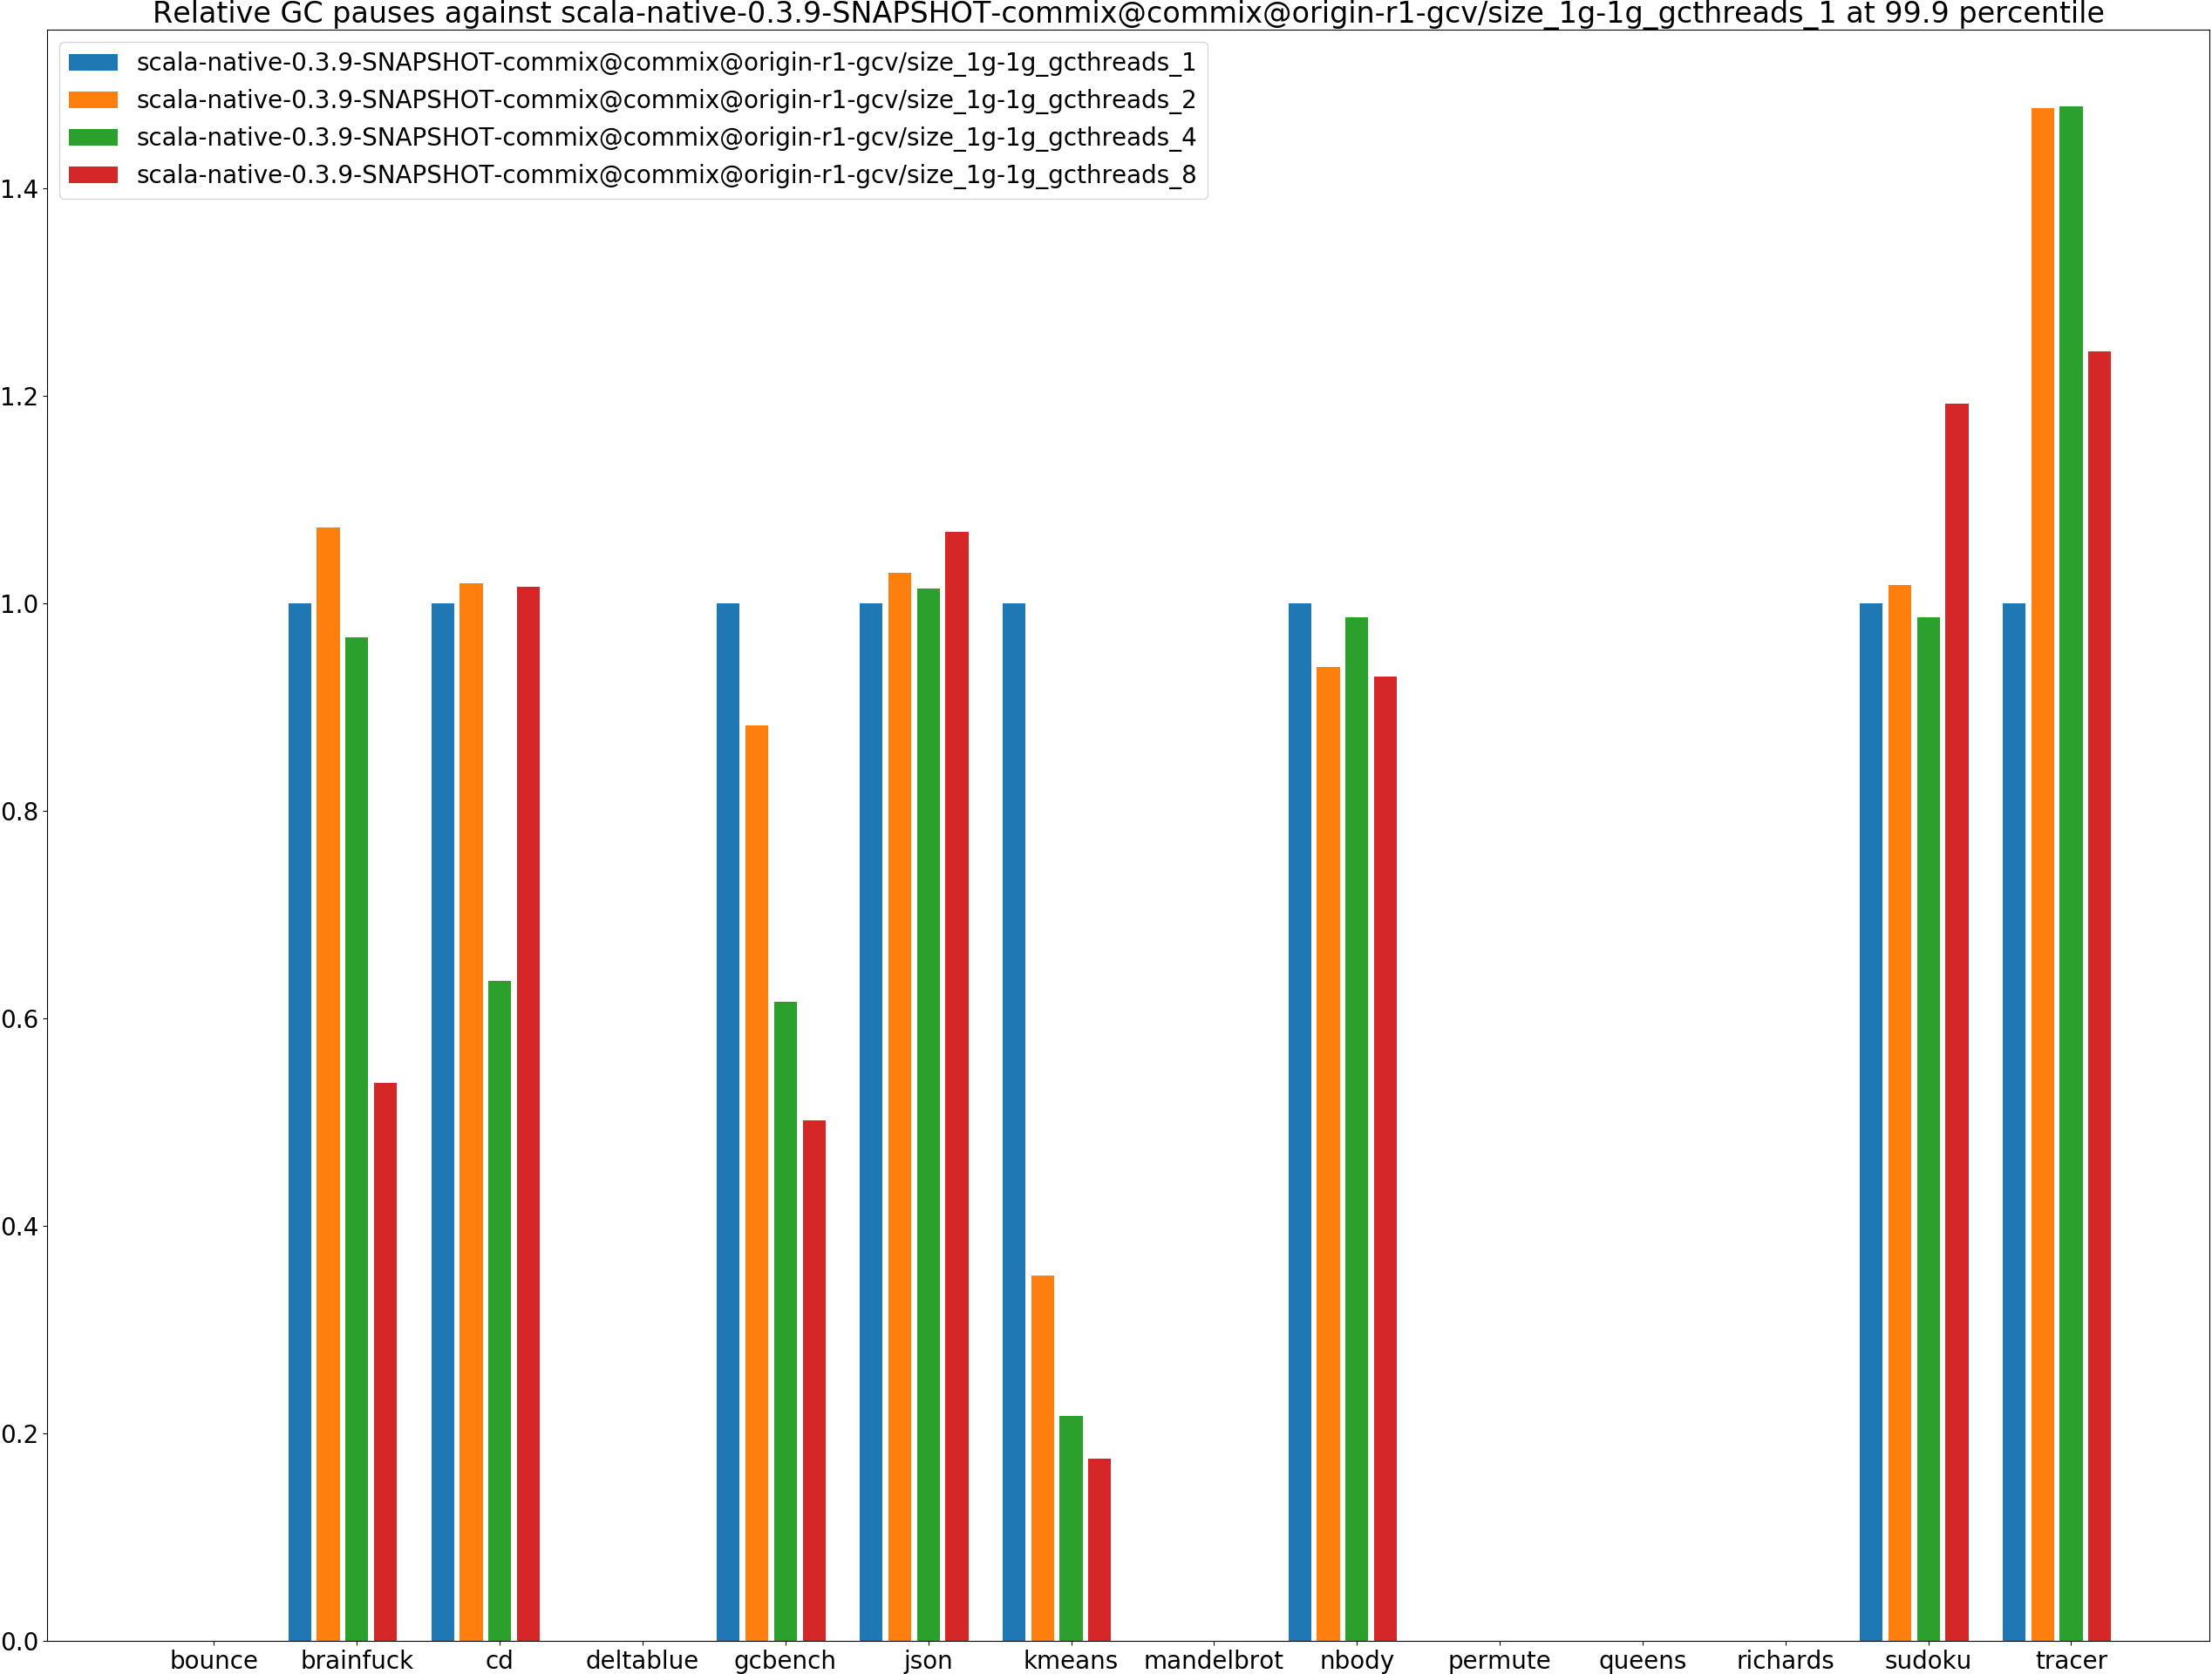 Relative GC pauses against scala-native-0.3.9-SNAPSHOT-commix@commix@origin-r1-gcv/size_1g-1g_gcthreads_1 at 99.9 percentile
scala-native-0.3.9-SNAPSHOT-commix@commix@origin-r1-gcv/size_1g-1g_gcthreads_1
scala-native-0.3.9-SNAPSHOT-commix@commix@origin-r1-gcv/size_1g-1g_gcthreads_2
scala-native-0.3.9-SNAPSHOT-commix@commix@origin-r1-gcv/size_1g-1g_gcthreads_4
scala-native-0.3.9-SNAPSHOT-commix@commix@origin-r1-gcv/size_1g-1g_gcthreads_8
1.4
1.2
1.0
0.8
0.6
0.4
0.2
0.0
bounce brainfuck cd deltablue gcbench json kmeans mandelbrot nbody permute queens richards sudoku tracer